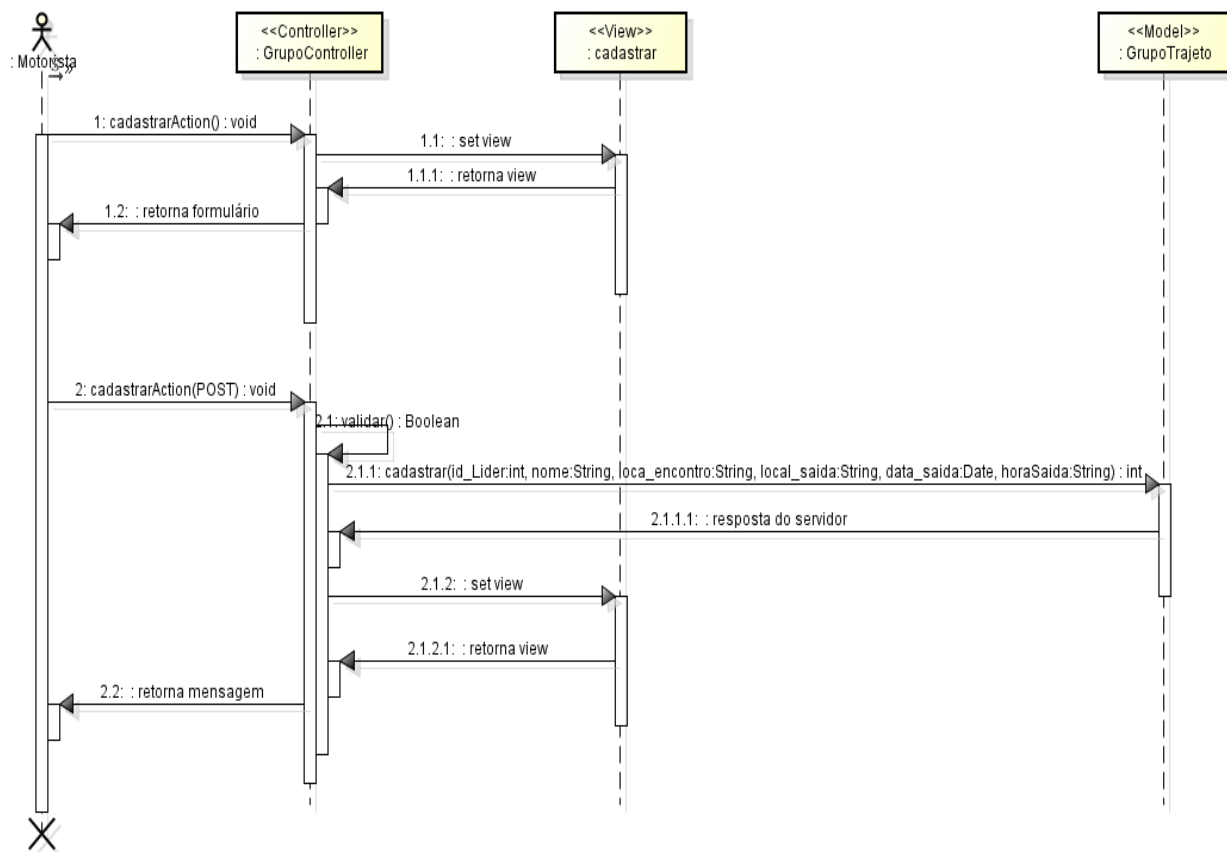 <<Controller>>
: GrupoController
<<View>>
: cadastrar
<<Model>>
: GrupoTrajeto
: Motorista
1: cadastrarAction() : void
1.1: : set view
1.1.1: : retorna view
1.2: : retorna formulário
2: cadastrarAction(POST) : void
2.1: validar() : Boolean
2.1.1: cadastrar(id_Lider:int, nome:String, loca_encontro:String, local_saida:String, data_saida:Date, horaSaida:String) : int
2.1.1.1: : resposta do servidor
2.1.2: : set view
2.1.2.1: : retorna view
2.2: : retorna mensagem